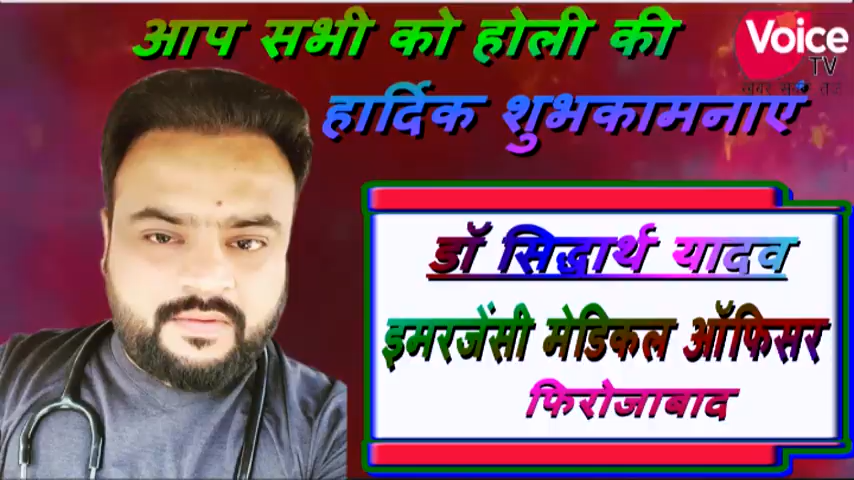 आप सभी को होली की
हार्दिक शुभकामनाएं
Voice
TV
डॉ सिद्धार्थ यादव
इमरजेंसी मेडिकल ऑफिसर
फिरोजाबाद